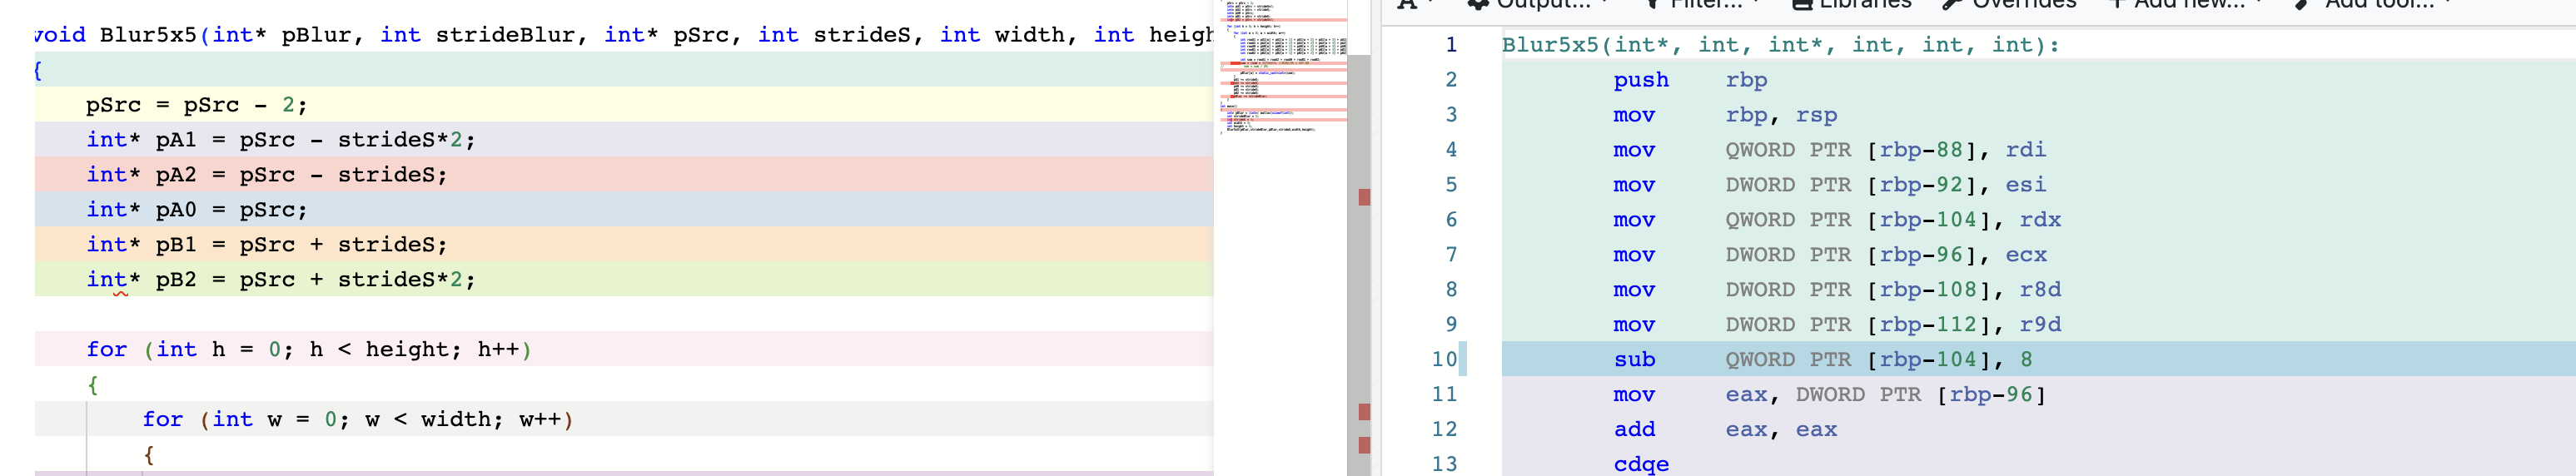 void Blur5x5(int* pBlur, int strideBlur, int* pSrc, int strideS, int width, int heigh
{
pSrc = pSrc - 2;
int* pA1 = pSrc - strideS*2;
int* pA2 = pSrc - strideS;
int* pA0 = pSrc;
int* pB1 = pSrc + strideS;
int* pB2 = pSrc + strideS*2;
for (int h = 0; h < height; h++)
{
for (int w = 0; w < width; w++)
{
A Output... Filter... Libraries Overrides + Add new... Add tool...
1 Blur5x5(int*, int, int*, int, int, int):
2 push rbp
3 mov rbp, rsp
4 mov QWORD PTR [rbp-88], rdi
5 mov DWORD PTR [rbp-92], esi
6 mov QWORD PTR [rbp-104], rdx
7 mov DWORD PTR [rbp-96], ecx
8 mov DWORD PTR [rbp-108], r8d
9 mov DWORD PTR [rbp-112], r9d
10 sub QWORD PTR [rbp-104], 8
11 mov eax, DWORD PTR [rbp-96]
12 add eax, eax
13 cdqe